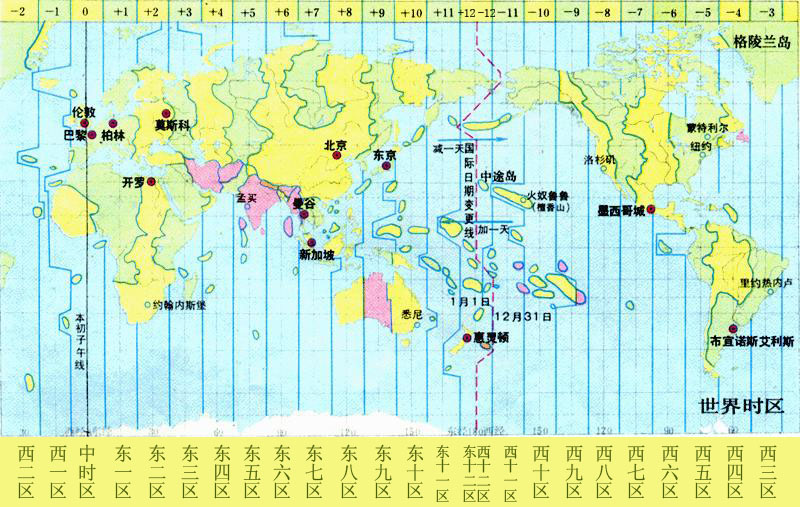 -2 -1 0 +1 +2 +3 +4 +5 +6 +7 +8 +9 +10 +11 +12 -12 -11 -10 -9 -8 -7 -6 -5 -4 -3
格陵兰岛
伦敦
巴黎
柏林
莫斯科
蒙特利尔
纽约
北京
东京
减一天
国际日期变更线
洛杉矶
中途岛
开罗
孟买
曼谷
火奴鲁鲁
(檀香山)
墨西哥城
加一天
新加坡
里约热内卢
约翰内斯堡
1月1日
12月31日
悉尼
本初子午线
惠灵顿
布宜诺斯艾利斯
世界时区
西二区 西一区 中时区 东一区 东二区 东三区 东四区 东五区 东六区 东七区 东八区 东九区 东十区 东十一区 东十二区 西十二区 西十一区 西十区 西九区 西八区 西七区 西六区 西五区 西四区 西三区